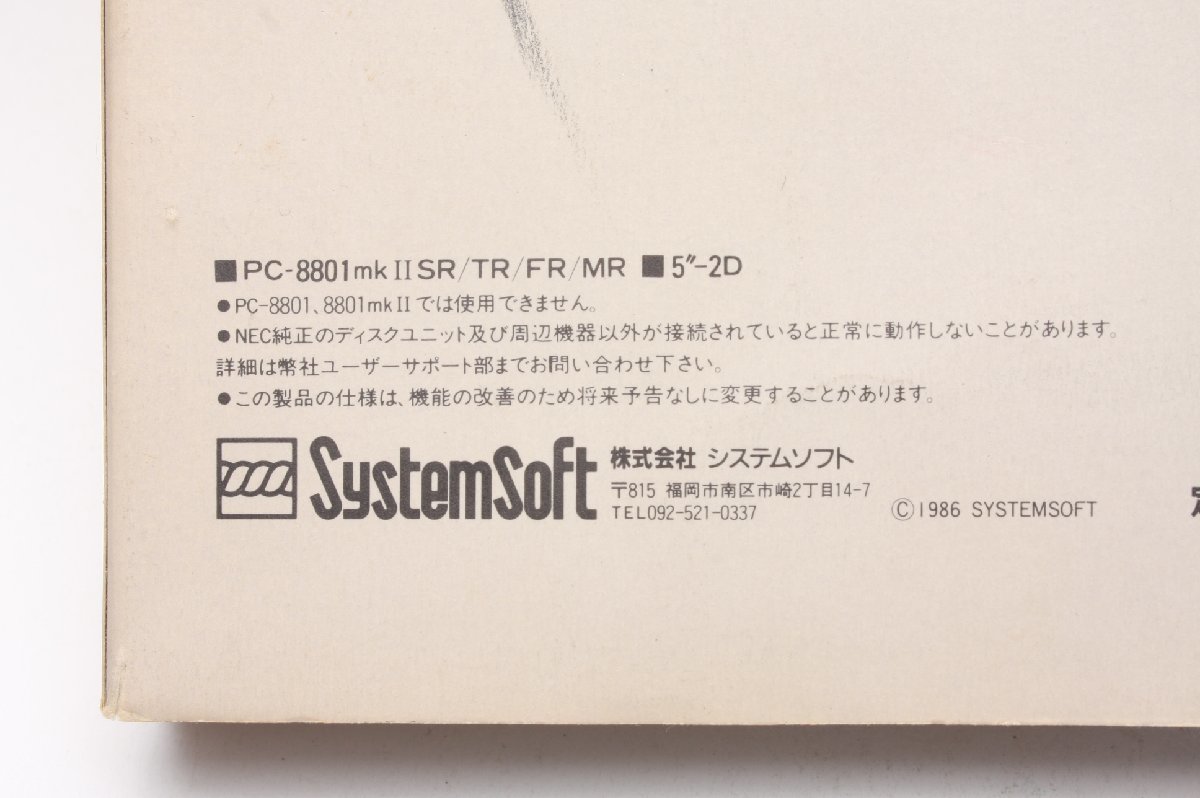 ■PC-8801mkⅡSR/TR/FR/MR ■5″-2D
●PC-8801、8801mkⅡでは使用できません。
●NEC純正のディスクユニット及び周辺機器以外が接続されていると正常に動作しないことがあります。
詳細は幣社ユーザーサポート部までお問い合わせ下さい。
●この製品の仕様は、機能の改善のため将来予告なしに変更することがあります。
SystemSoft 株式会社 システムソフト
〒815 福岡市南区市崎2丁目14-7
TEL092-521-0337 ©1986 SYSTEMSOFT